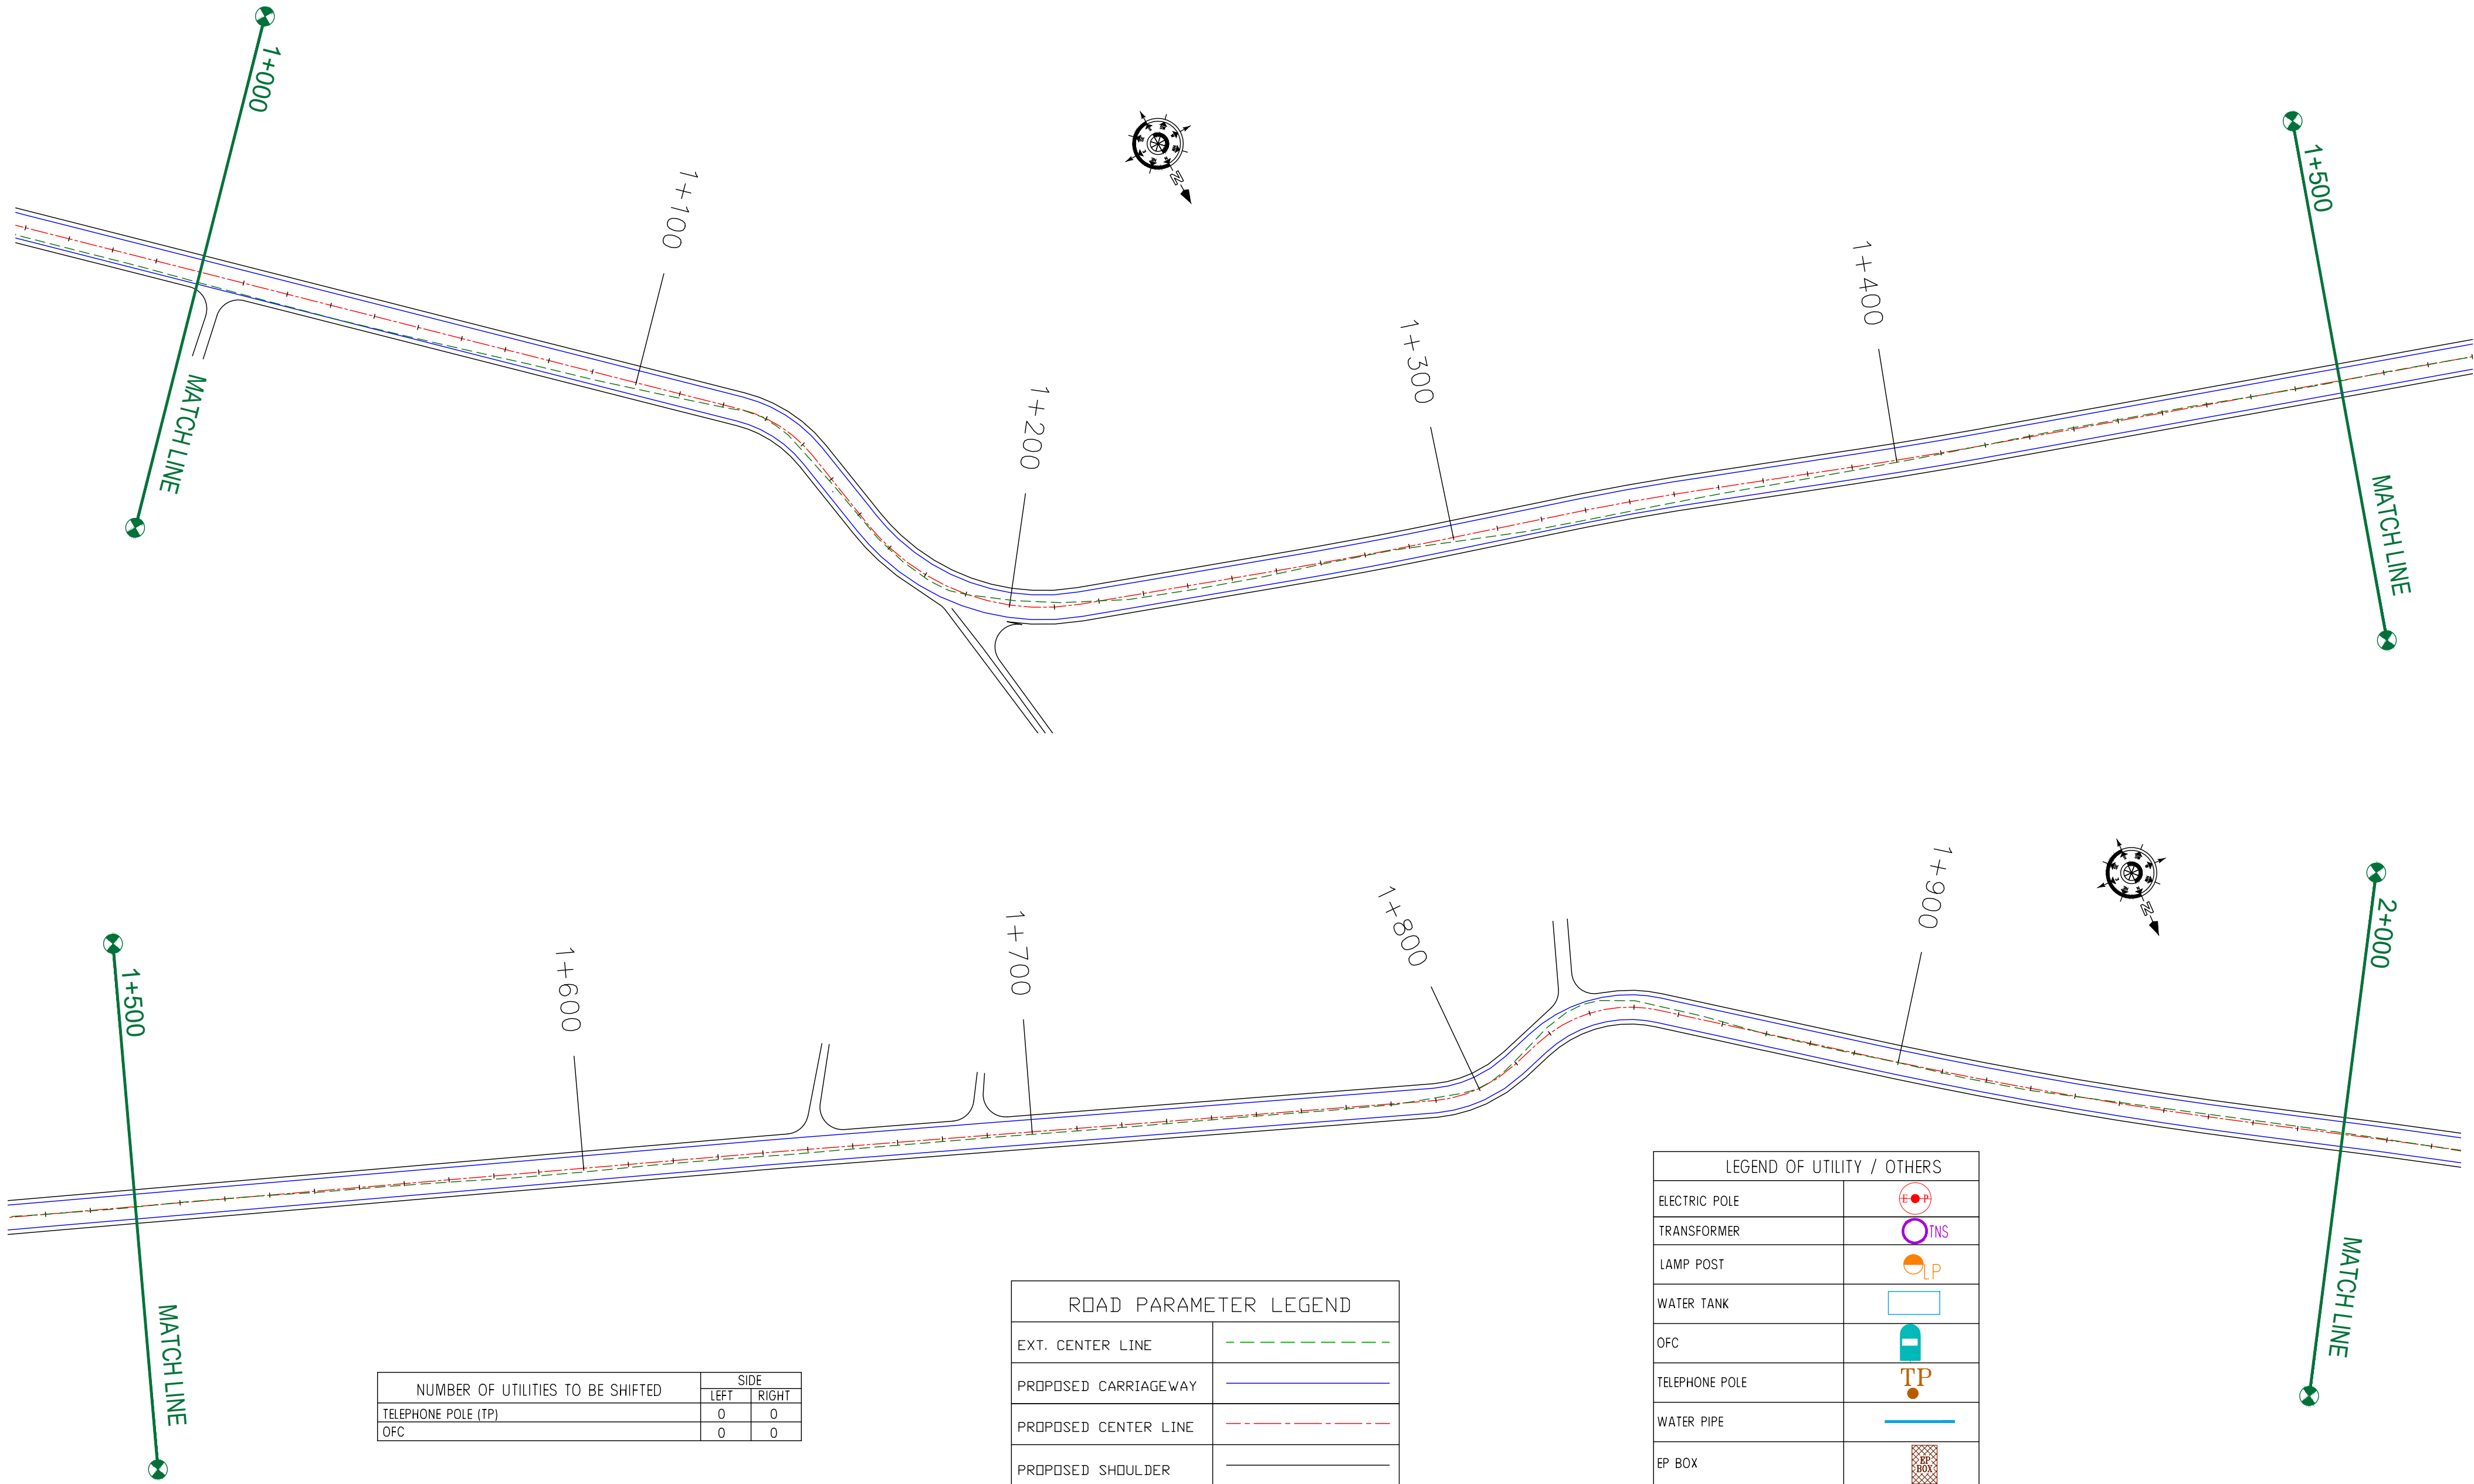 1+000
1+100
1+200
1+300
1+400
1+500
MATCH LINE
MATCH LINE
N
1+500
1+600
1+700
1+800
1+900
2+000
N
MATCH LINE
MATCH LINE
NUMBER OF UTILITIES TO BE SHIFTED SIDE
LEFT RIGHT
TELEPHONE POLE (TP) 0 0
OFC 0 0
ROAD PARAMETER LEGEND
EXT. CENTER LINE
PROPOSED CARRIAGEWAY
PROPOSED CENTER LINE
PROPOSED SHOULDER
LEGEND OF UTILITY / OTHERS
ELECTRIC POLE E P
TRANSFORMER TNS
LAMP POST LP
WATER TANK
OFC
TELEPHONE POLE TP
WATER PIPE
EP BOX EP BOX